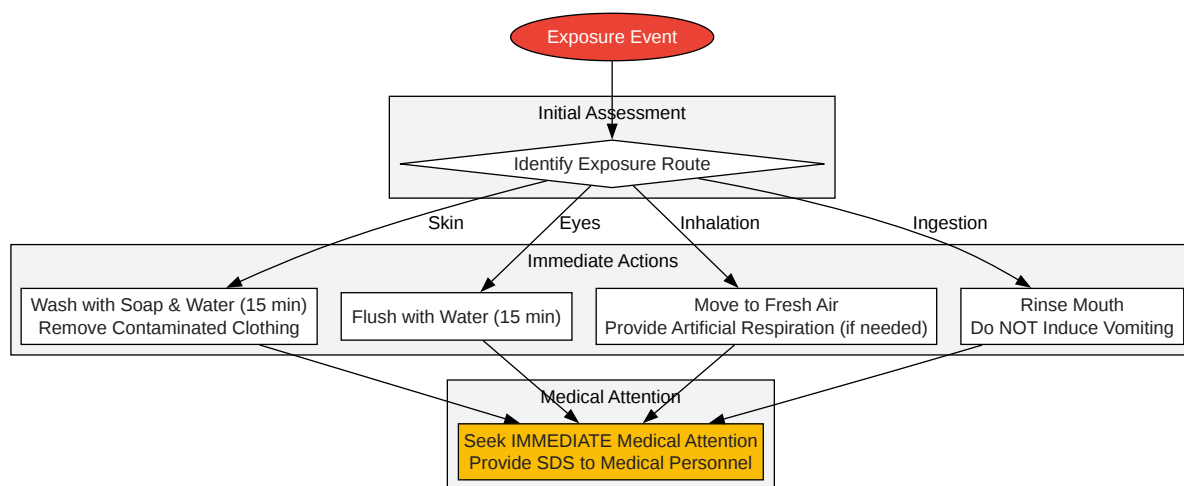 Exposure Event
Initial Assessment
Identify Exposure Route
Skin
Eyes
Inhalation
Ingestion
Immediate Actions
Wash with Soap & Water (15 min)
Remove Contaminated Clothing
Flush with Water (15 min)
Move to Fresh Air
Provide Artificial Respiration (if needed)
Rinse Mouth
Do NOT Induce Vomiting
Medical Attention
Seek IMMEDIATE Medical Attention
Provide SDS to Medical Personnel